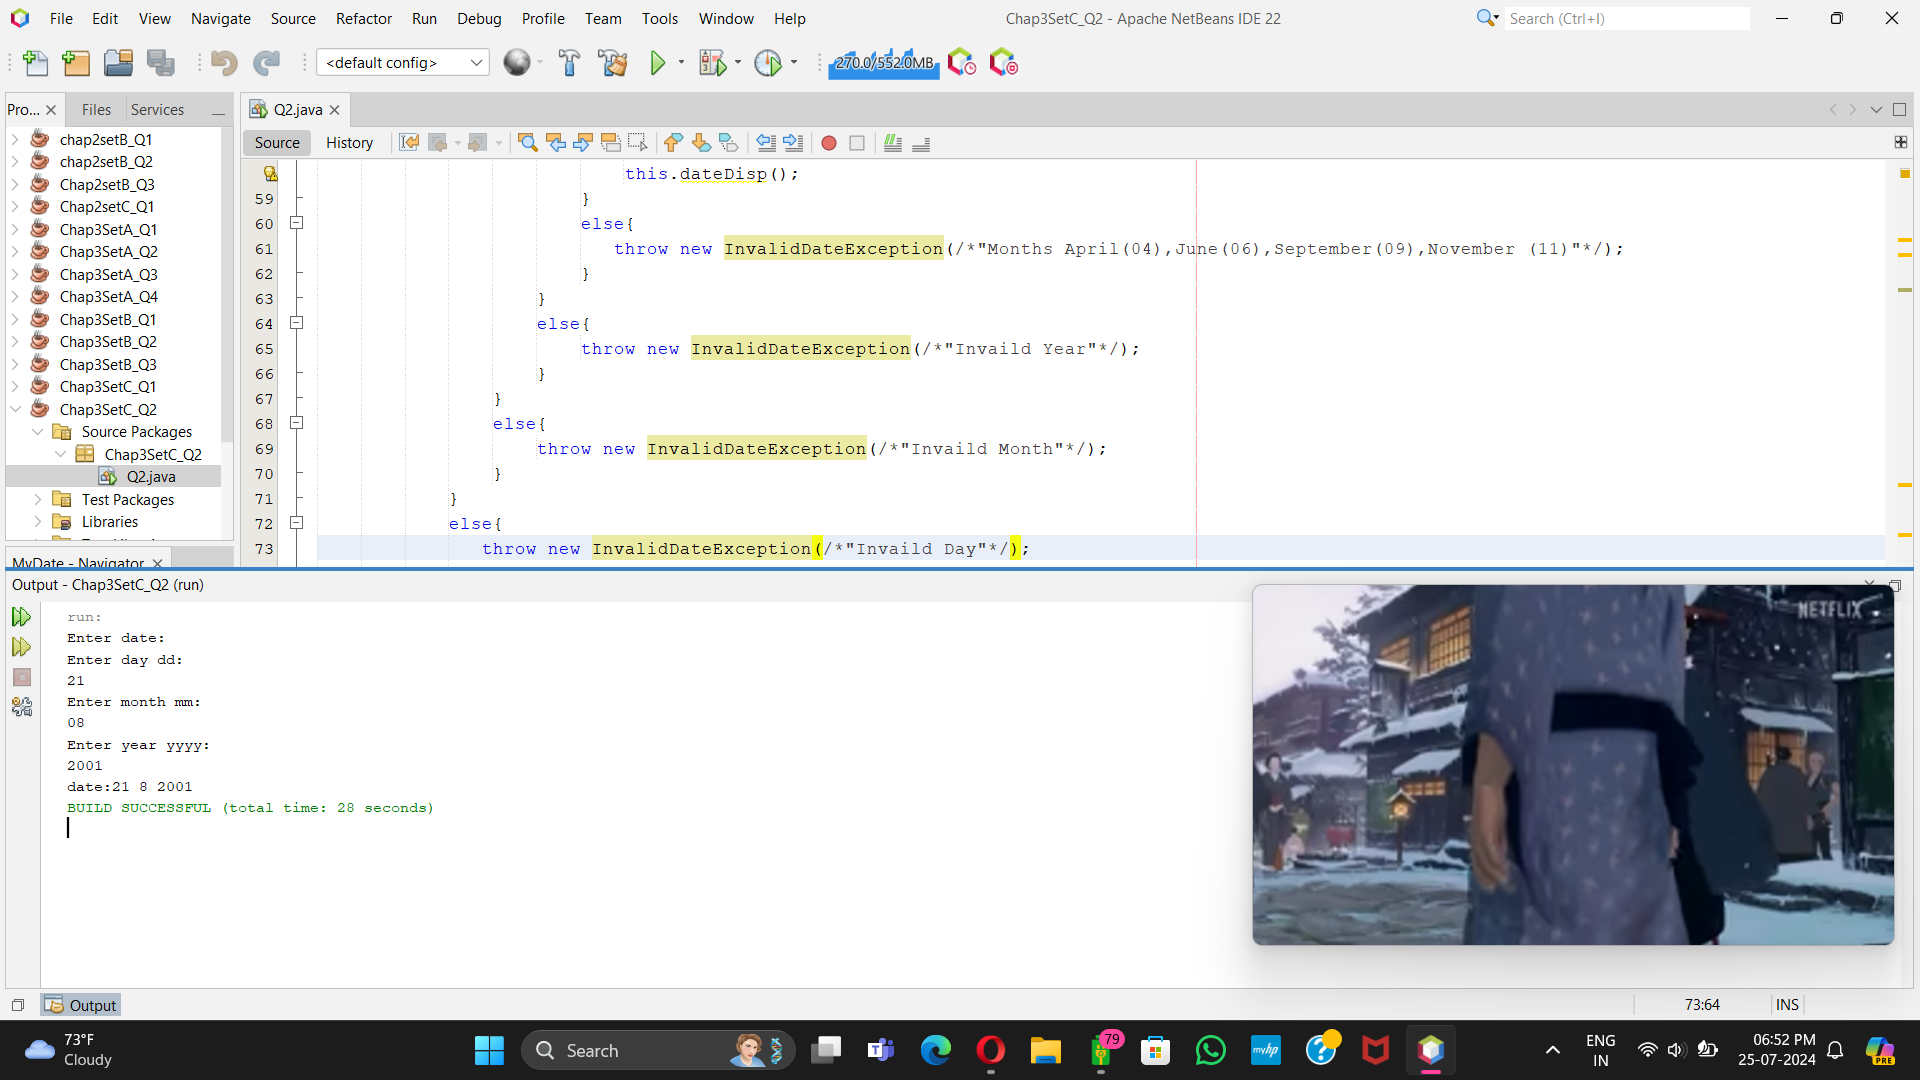 File Edit View Navigate Source Refactor Run Debug Profile Team Tools Window Help
Chap3SetC_Q2 - Apache NetBeans IDE 22
Search (Ctrl+I)
<default config>
270.0/552.0MB
Pro... Files Services
Q2.java
Source History
chap2setB_Q1
chap2setB_Q2
Chap2setB_Q3
Chap2setC_Q1
Chap3SetA_Q1
Chap3SetA_Q2
Chap3SetA_Q3
Chap3SetA_Q4
Chap3SetB_Q1
Chap3SetB_Q2
Chap3SetB_Q3
Chap3SetC_Q1
Chap3SetC_Q2
Source Packages
Chap3SetC_Q2
Q2.java
Test Packages
Libraries
MyDate - Navigator
this.dateDisp();
59 }
60 else{
61 throw new InvalidDateException(/*"Months April(04),June(06),September(09),November (11)"*/);
62 }
63 }
64 else{
65 throw new InvalidDateException(/*"Invaild Year"*/);
66 }
67 }
68 else{
69 throw new InvalidDateException(/*"Invaild Month"*/);
70 }
71 }
72 else{
73 throw new InvalidDateException(/*"Invaild Day"*/);
Output - Chap3SetC_Q2 (run)
run:
Enter date:
Enter day dd:
21
Enter month mm:
08
Enter year yyyy:
2001
date:21 8 2001
BUILD SUCCESSFUL (total time: 28 seconds)
NETFLIX
Output
73:64 INS
73°F
Cloudy
Search
79
myhp
ENG
IN
06:52 PM
25-07-2024
PRE